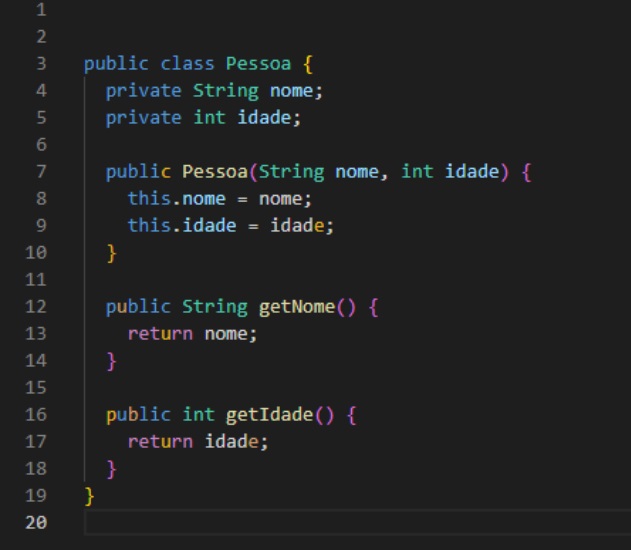 1
2
3 public class Pessoa {
4 private String nome;
5 private int idade;
6
7 public Pessoa(String nome, int idade) {
8 this.nome = nome;
9 this.idade = idade;
10 }
11
12 public String getNome() {
13 return nome;
14 }
15
16 public int getIdade() {
17 return idade;
18 }
19 }
20